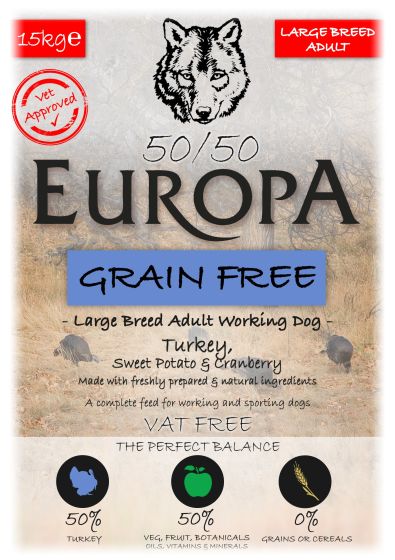 15kge
LARGE BREED
ADULT
Vet
Approved
50/50
EUROPA
GRAIN FREE
- Large Breed Adult Working Dog -
Turkey,
Sweet Potato & Cranberry
Made with freshly prepared & natural ingredients
A complete feed for working and sporting dogs
VAT FREE
THE PERFECT BALANCE
50% 50% 0%
TURKEY VEG, FRUIT, BOTANICALS GRAINS OR CEREALS
OILS, VITAMINS & MINERALS